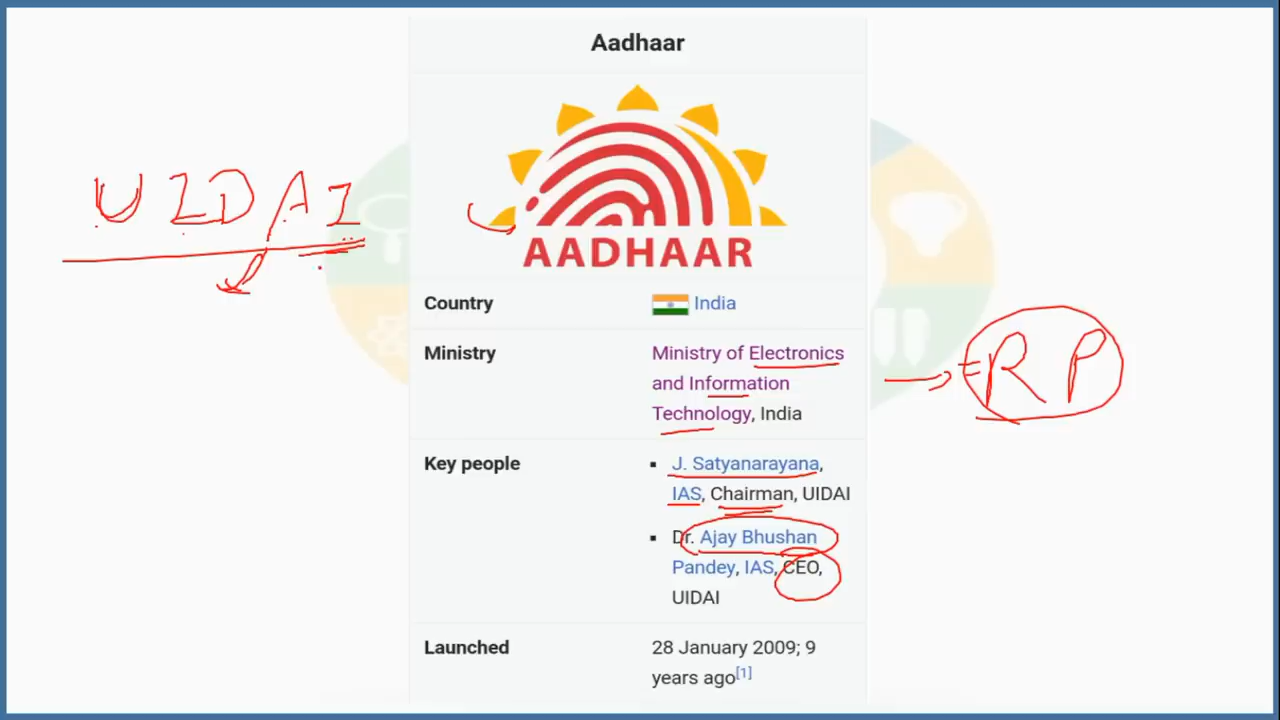 Aadhaar
UIDAI
AADHAAR
Country India
Ministry Ministry of Electronics
and Information
Technology, India
RP
Key people ▪ J. Satyanarayana,
IAS, Chairman, UIDAI
▪ Dr. Ajay Bhushan
Pandey, IAS, CEO,
UIDAI
Launched 28 January 2009; 9
years ago[1]